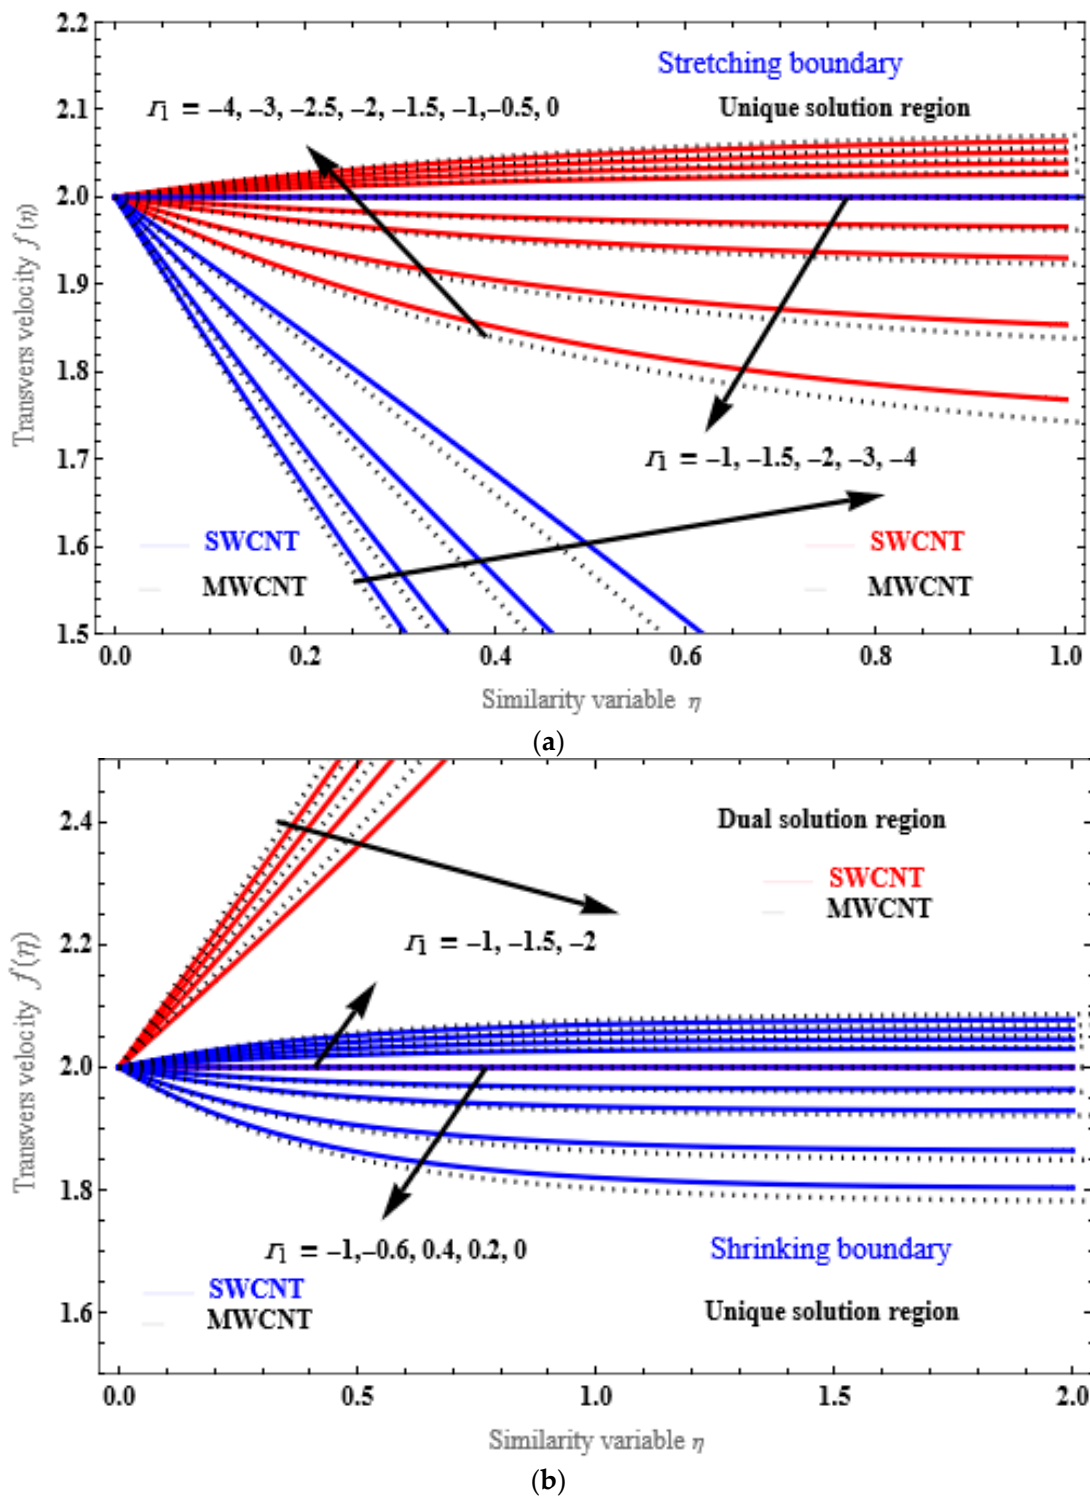 2.2
Stretching boundary
2.1
r1 = –4, –3, –2.5, –2, –1.5, –1,–0.5, 0
Unique solution region
2.0
1.9
1.8
1.7
1.6
1.5
Transvers velocity f (η)
r1 = –1, –1.5, –2, –3, –4
SWCNT
MWCNT
SWCNT
MWCNT
0.0 0.2 0.4 0.6 0.8 1.0
Similarity variable η
(a)
2.4
2.2
2.0
1.8
1.6
Transvers velocity f(η)
Dual solution region
SWCNT
MWCNT
r1 = –1, –1.5, –2
r1 = –1,–0.6, 0.4, 0.2, 0
Shrinking boundary
SWCNT
MWCNT
Unique solution region
0.0 0.5 1.0 1.5 2.0
Similarity variable η
(b)